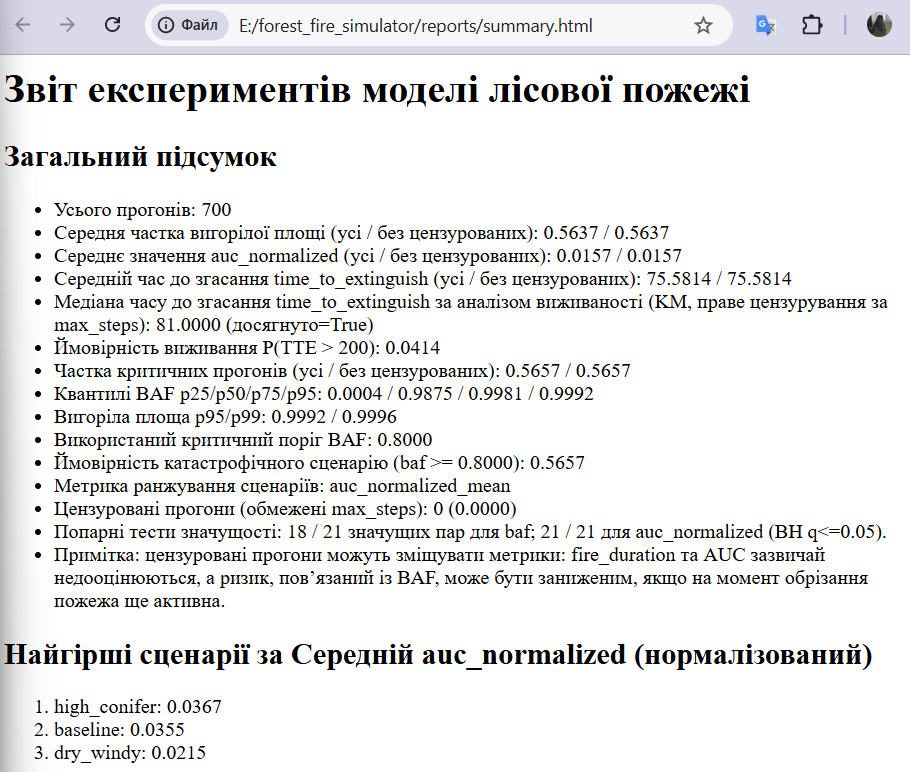 Файл E:/forest_fire_simulator/reports/summary.html
Звіт експериментів моделі лісової пожежі
Загальний підсумок
• Усього прогонів: 700
• Середня частка вигорілої площі (усі / без цензурованих): 0.5637 / 0.5637
• Середнє значення auc_normalized (усі / без цензурованих): 0.0157 / 0.0157
• Середній час до згасання time_to_extinguish (усі / без цензурованих): 75.5814 / 75.5814
• Медіана часу до згасання time_to_extinguish за аналізом виживаності (KM, праве цензурування за
max_steps): 81.0000 (досягнуто=True)
• Ймовірність виживання P(TTE > 200): 0.0414
• Частка критичних прогонів (усі / без цензурованих): 0.5657 / 0.5657
• Квантилі BAF p25/p50/p75/p95: 0.0004 / 0.9875 / 0.9981 / 0.9992
• Вигоріла площа p95/p99: 0.9992 / 0.9996
• Використаний критичний поріг BAF: 0.8000
• Ймовірність катастрофічного сценарію (baf >= 0.8000): 0.5657
• Метрика ранжування сценаріїв: auc_normalized_mean
• Цензуровані прогони (обмежені max_steps): 0 (0.0000)
• Попарні тести значущості: 18 / 21 значущих пар для baf; 21 / 21 для auc_normalized (BH q<=0.05).
• Примітка: цензуровані прогони можуть зміщувати метрики: fire_duration та AUC зазвичай
недооцінюються, а ризик, пов’язаний із BAF, може бути заниженим, якщо на момент обрізання
пожежа ще активна.
Найгірші сценарії за Середній auc_normalized (нормалізований)
1. high_conifer: 0.0367
2. baseline: 0.0355
3. dry_windy: 0.0215